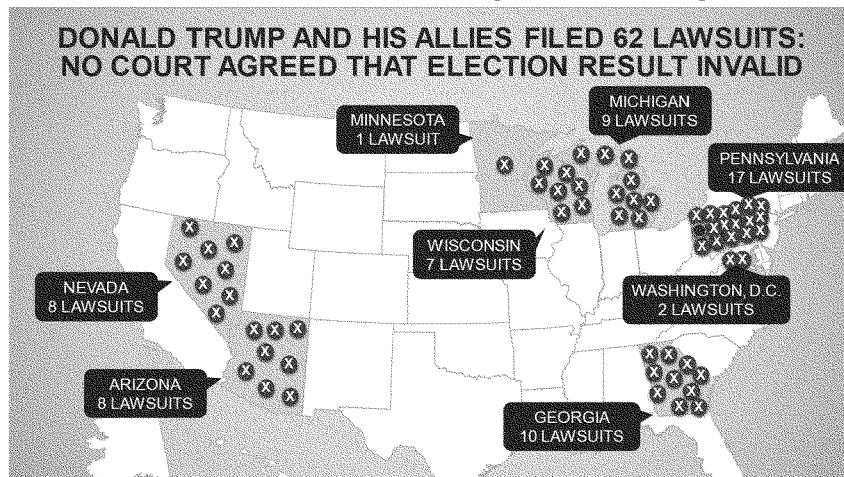 DONALD TRUMP AND HIS ALLIES FILED 62 LAWSUITS:
NO COURT AGREED THAT ELECTION RESULT INVALID
MINNESOTA
1 LAWSUIT
MICHIGAN
9 LAWSUITS
PENNSYLVANIA
17 LAWSUITS
WISCONSIN
7 LAWSUITS
NEVADA
8 LAWSUITS
WASHINGTON, D.C.
2 LAWSUITS
ARIZONA
8 LAWSUITS
GEORGIA
10 LAWSUITS